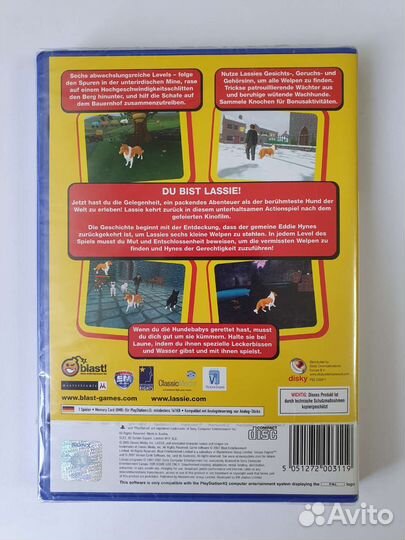 Sechs abwechslungsreiche Levels – folge
den Spuren in der unterirdischen Mine, rase
auf einem Hochgeschwindigkeitsschlitten
den Berg hinunter, und hilf die Schafe auf
dem Bauernhof zusammenzutreiben.
Nutze Lassies Gesichts-, Geruchs- und
Gehörsinn, um alle Welpen zu finden.
Trickse patrouillierende Wächter aus
und beruhige wütende Wachhunde.
Sammele Knochen für Bonusaktivitäten.
DU BIST LASSIE!
Jetzt hast du die Gelegenheit, ein packendes Abenteuer als der berühmteste Hund der
Welt zu erleben! Lassie kehrt zurück in diesem unterhaltsamen Actionspiel nach dem
gefeierten Kinofilm.
Die Geschichte beginnt mit der Entdeckung, dass der gemeine Eddie Hynes
zurückgekehrt ist, um Lassies sechs kleine Welpen zu stehlen. In jedem Level des
Spiels musst du Mut und Entschlossenheit beweisen, um die vermissten Welpen zu
finden und Hynes der Gerechtigkeit zuzuführen!
Wenn du die Hundebabys gerettet hast, musst
du dich gut um sie kümmern. Halte sie bei
Laune, indem du ihnen spezielle Leckerbissen
und Wasser gibst und mit ihnen spielst.
blast!
Classic Media
disky
www.blast-games.com
www.lassie.com
WICHTIG: Dieses Produkt ist
durch technische Schutzmaßnahmen
kopiergeschützt
1 Spieler
COMPACT
disc
5 051272 003119
This software is only compatible with PlayStation®2 computer entertainment system displaying the PAL logo
Avito